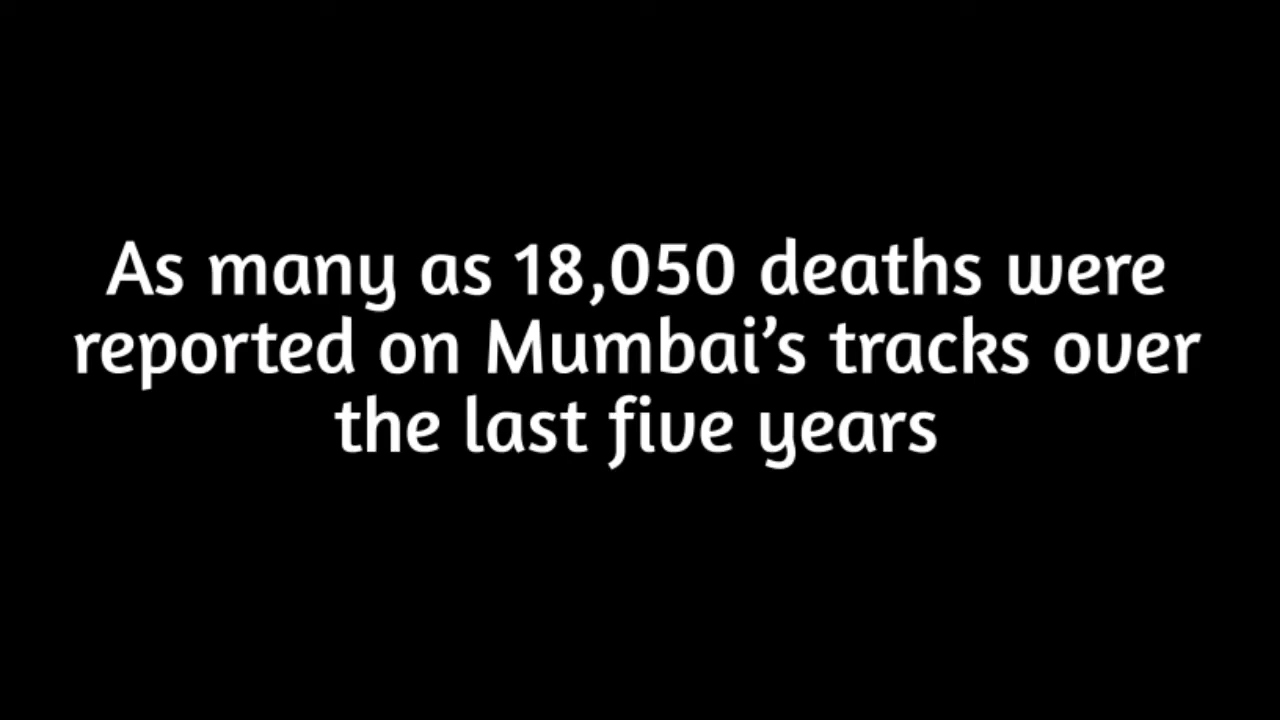 As many as 18,050 deaths were
reported on Mumbai’s tracks over
the last five years